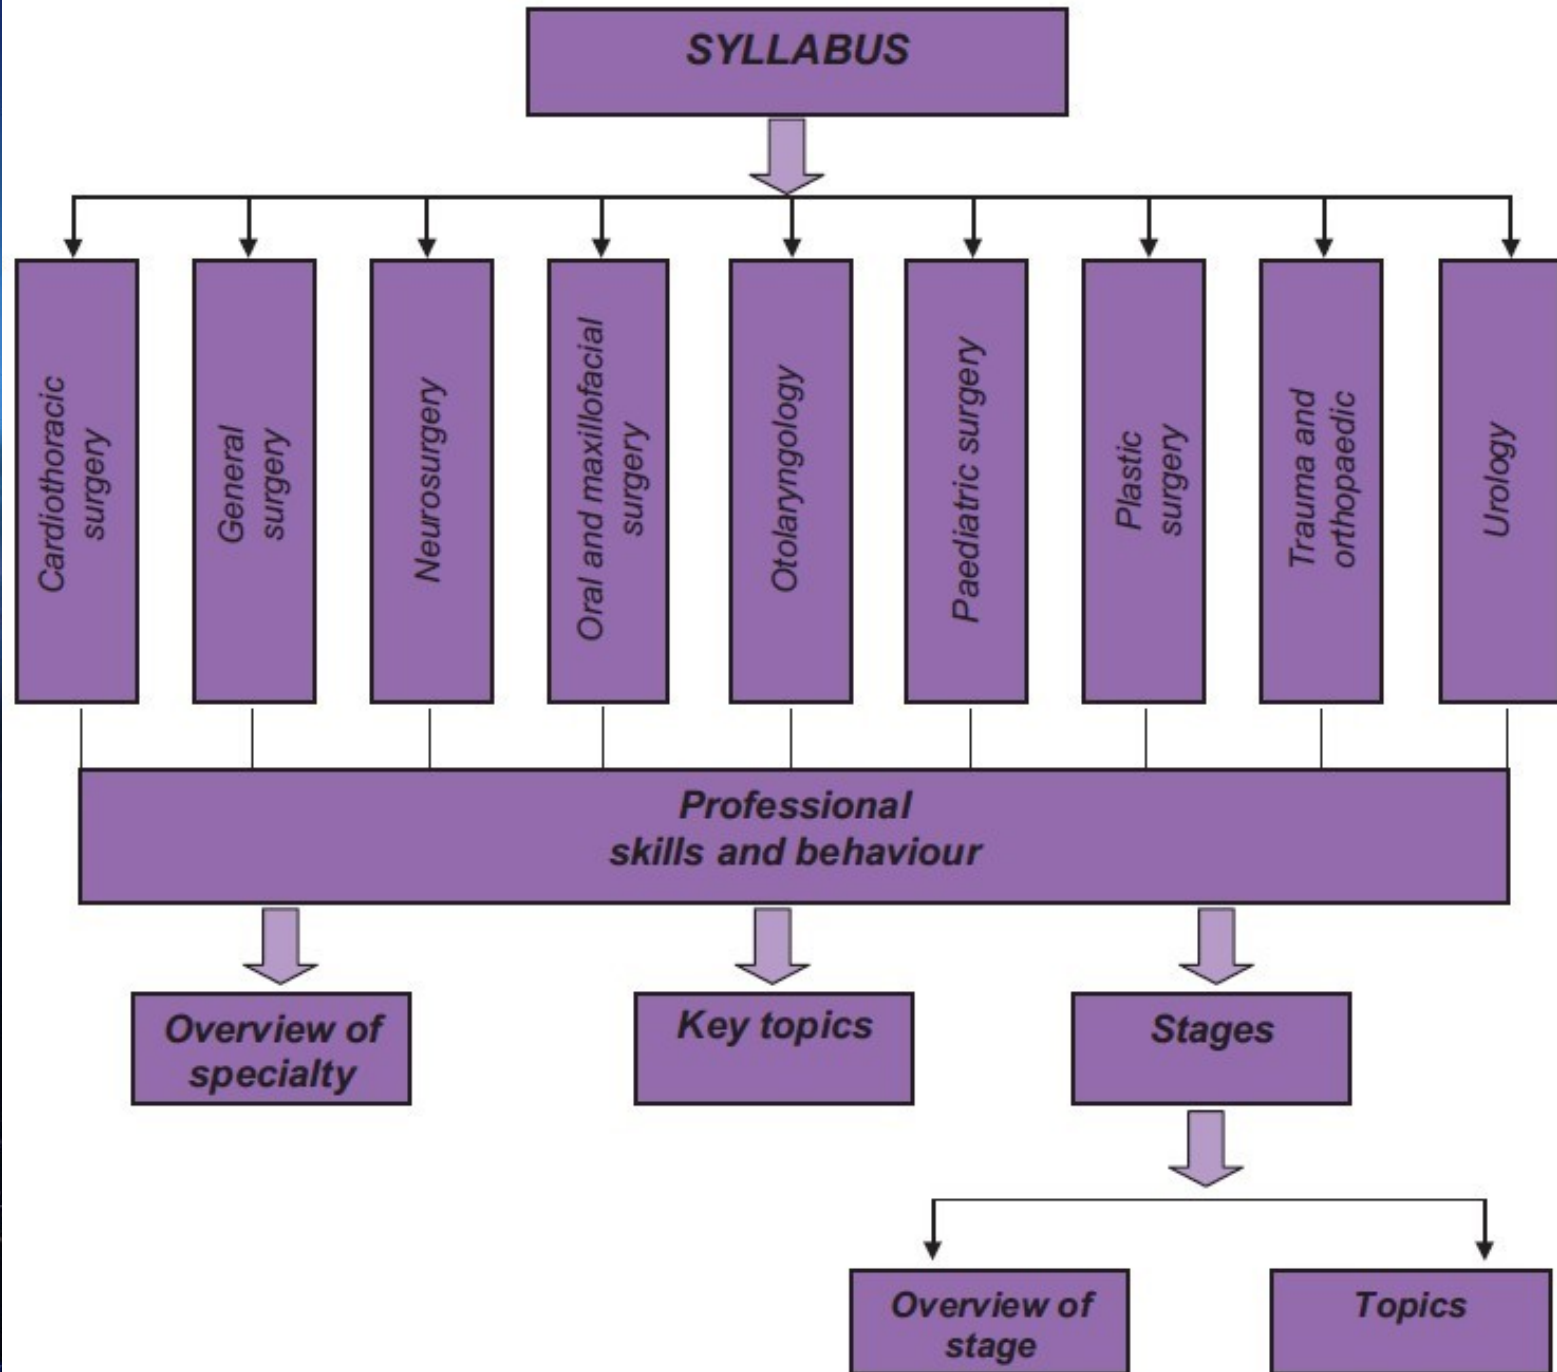 SYLLABUS
Cardiothoracic
surgery
General
surgery
Neurosurgery
Oral and maxillofacial
surgery
Otolaryngology
Paediatric surgery
Plastic
surgery
Trauma and
orthopaedic
Urology
Professional
skills and behaviour
Overview of
specialty
Key topics
Stages
Overview of
stage
Topics